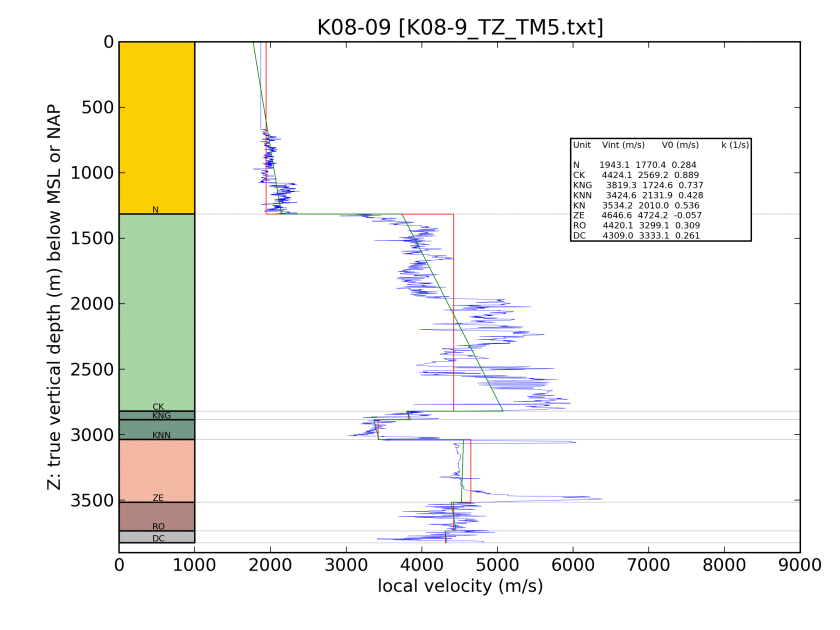 K08-09 [K08-9_TZ_TM5.txt]
Z: true vertical depth (m) below MSL or NAP
0
500
1000
1500
2000
2500
3000
3500
N
CK
KNG
KNN
ZE
RO
DC
Unit Vint (m/s) V0 (m/s) k (1/s)
N 1943.1 1770.4 0.284
CK 4424.1 2569.2 0.889
KNG 3819.3 1724.6 0.737
KNN 3424.6 2131.9 0.428
KN 3534.2 2010.0 0.536
ZE 4646.6 4724.2 -0.057
RO 4420.1 3299.1 0.309
DC 4309.0 3333.1 0.261
0 1000 2000 3000 4000 5000 6000 7000 8000 9000
local velocity (m/s)